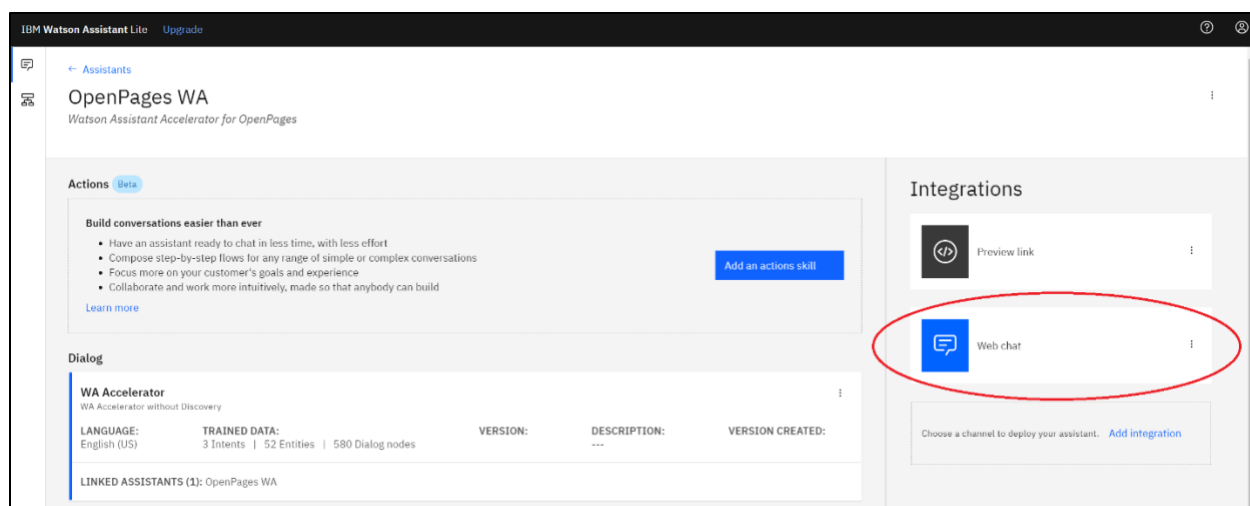 IBM Watson Assistant Lite Upgrade
← Assistants
OpenPages WA
Watson Assistant Accelerator for OpenPages
Actions Beta
Build conversations easier than ever
• Have an assistant ready to chat in less time, with less effort
• Compose step-by-step flows for any range of simple or complex conversations
• Focus more on your customer's goals and experience
• Collaborate and work more intuitively, made so that anybody can build
Learn more
Add an actions skill
Dialog
WA Accelerator
WA Accelerator without Discovery
LANGUAGE: TRAINED DATA: VERSION: DESCRIPTION: VERSION CREATED:
English (US) 3 Intents | 52 Entities | 580 Dialog nodes ---
LINKED ASSISTANTS (1): OpenPages WA
Integrations
Preview link
Web chat
Choose a channel to deploy your assistant. Add integration